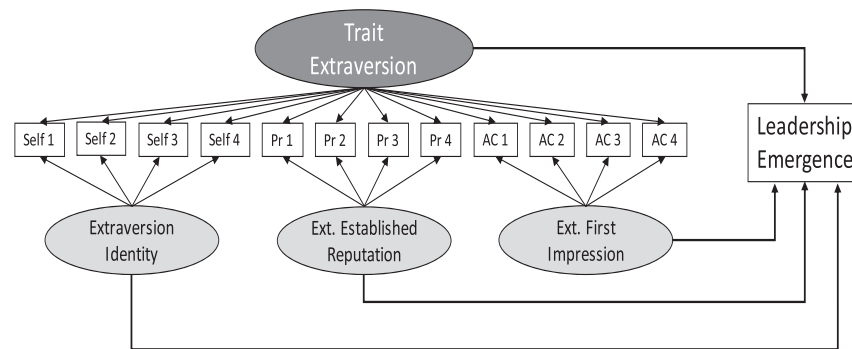 Trait
Extraversion
Self 1
Self 2
Self 3
Self 4
Pr 1
Pr 2
Pr 3
Pr 4
AC 1
AC 2
AC 3
AC 4
Leadership
Emergence
Extraversion
Identity
Ext. Established
Reputation
Ext. First
Impression